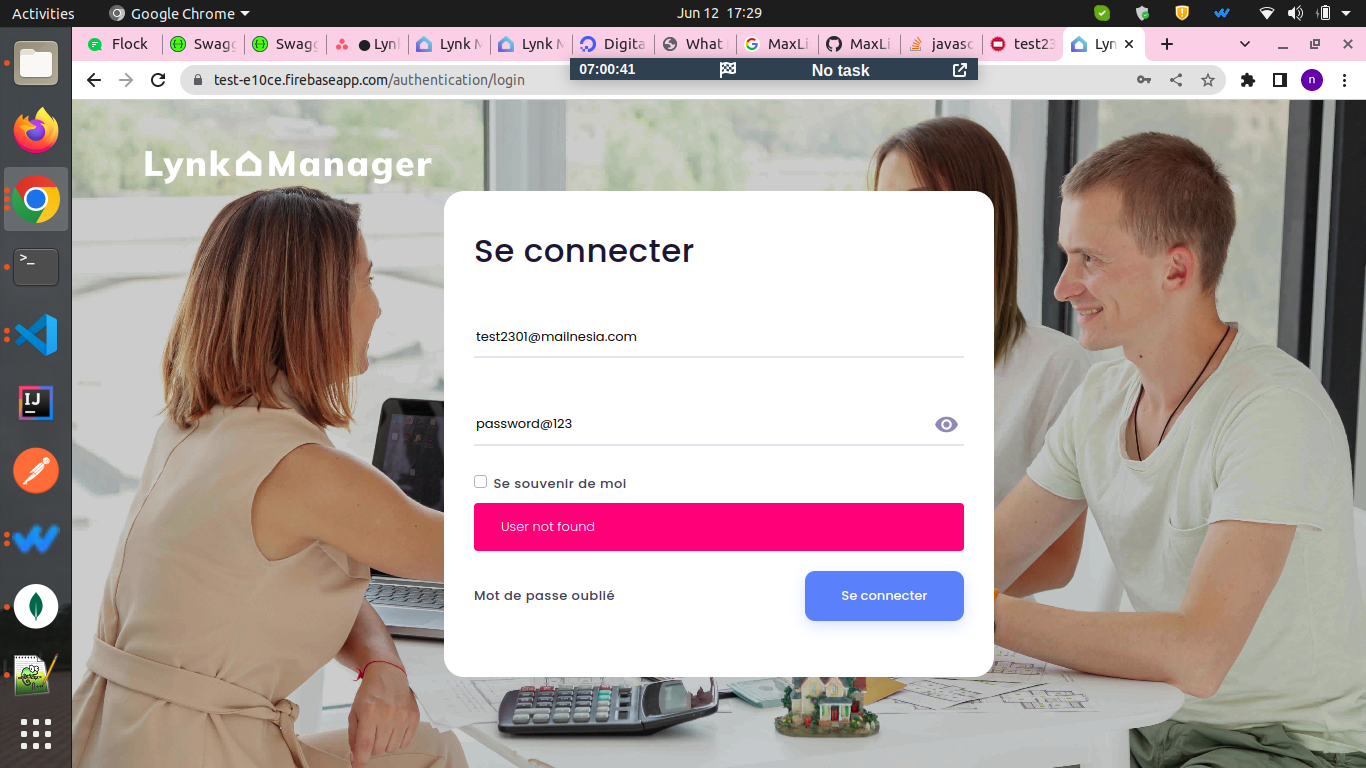 Activities
Google Chrome
Jun 12 17:29
Flock
Swagg
Swagg
Lynk
Lynk M
Lynk M
Digita
What
MaxLi
MaxLi
javasc
test23
Lyn
test-e10ce.firebaseapp.com/authentication/login
07:00:41
No task
n
Lynk Manager
Se connecter
test2301@mailnesia.com
password@123
Se souvenir de moi
User not found
Mot de passe oublié
Se connecter